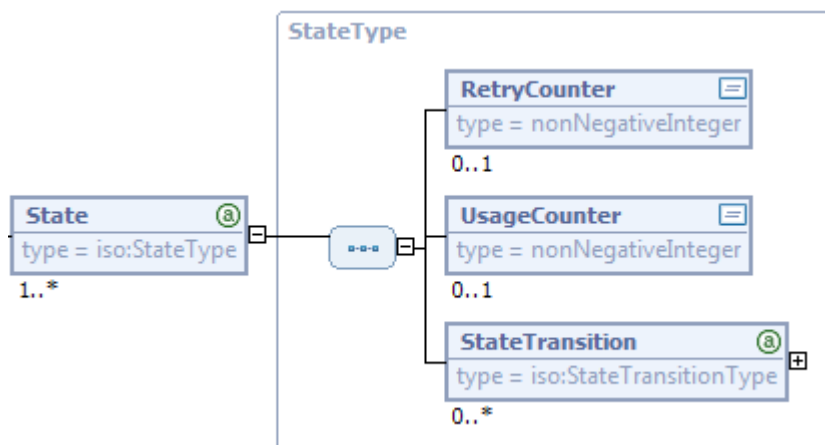 StateType
RetryCounter
type = nonNegativeInteger
0..1
State
type = iso:StateType
1..*
UsageCounter
type = nonNegativeInteger
0..1
StateTransition
type = iso:StateTransitionType
0..*